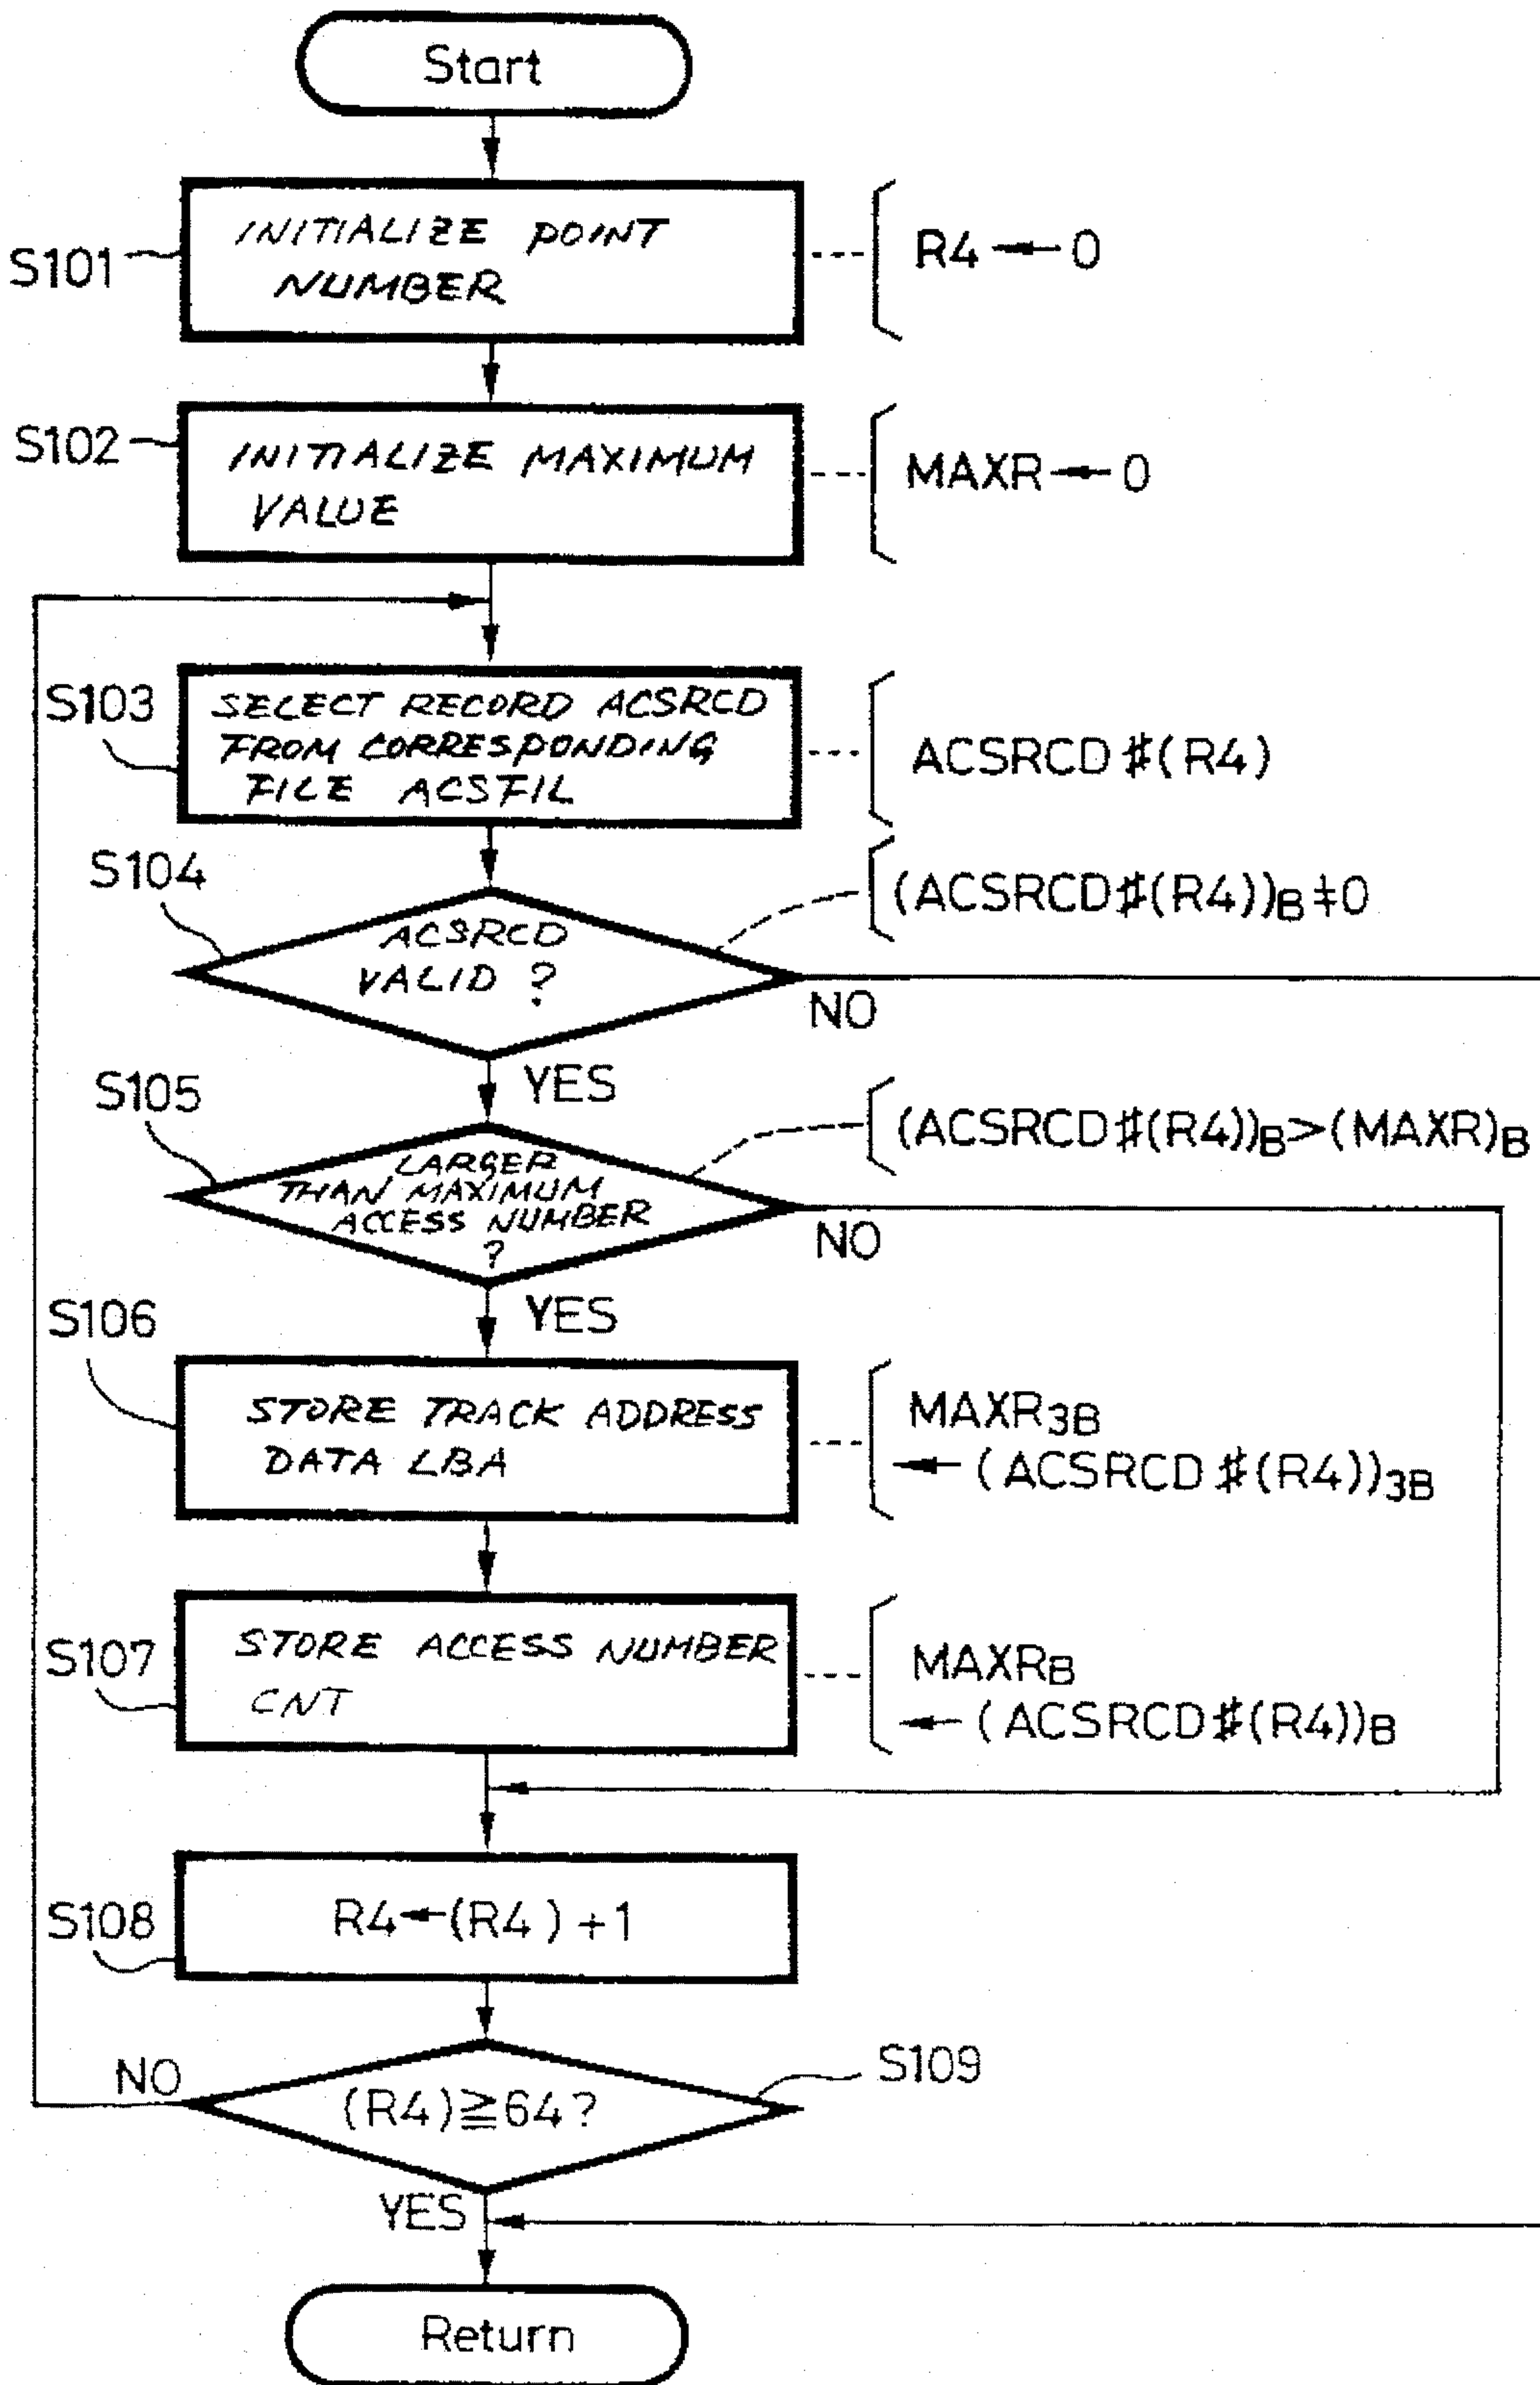 Start
S101
INITIALIZE POINT
NUMBER
R4 ← 0
S102
INITIALIZE MAXIMUM
VALUE
MAXR ← 0
S103
SELECT RECORD ACSRCD
FROM CORRESPONDING
FILE ACSFIL
ACSRCD#(R4)
S104
ACSRCD
VALID ?
(ACSRCD#(R4))B ≠ 0
NO
YES
S105
LARGER
THAN MAXIMUM
ACCESS NUMBER
?
(ACSRCD#(R4))B > (MAXR)B
NO
YES
S106
STORE TRACK ADDRESS
DATA LBA
MAXR3B
← (ACSRCD#(R4))3B
S107
STORE ACCESS NUMBER
CNT
MAXRB
← (ACSRCD#(R4))B
S108
R4 ← (R4) + 1
S109
NO
(R4) ≧ 64 ?
YES
Return